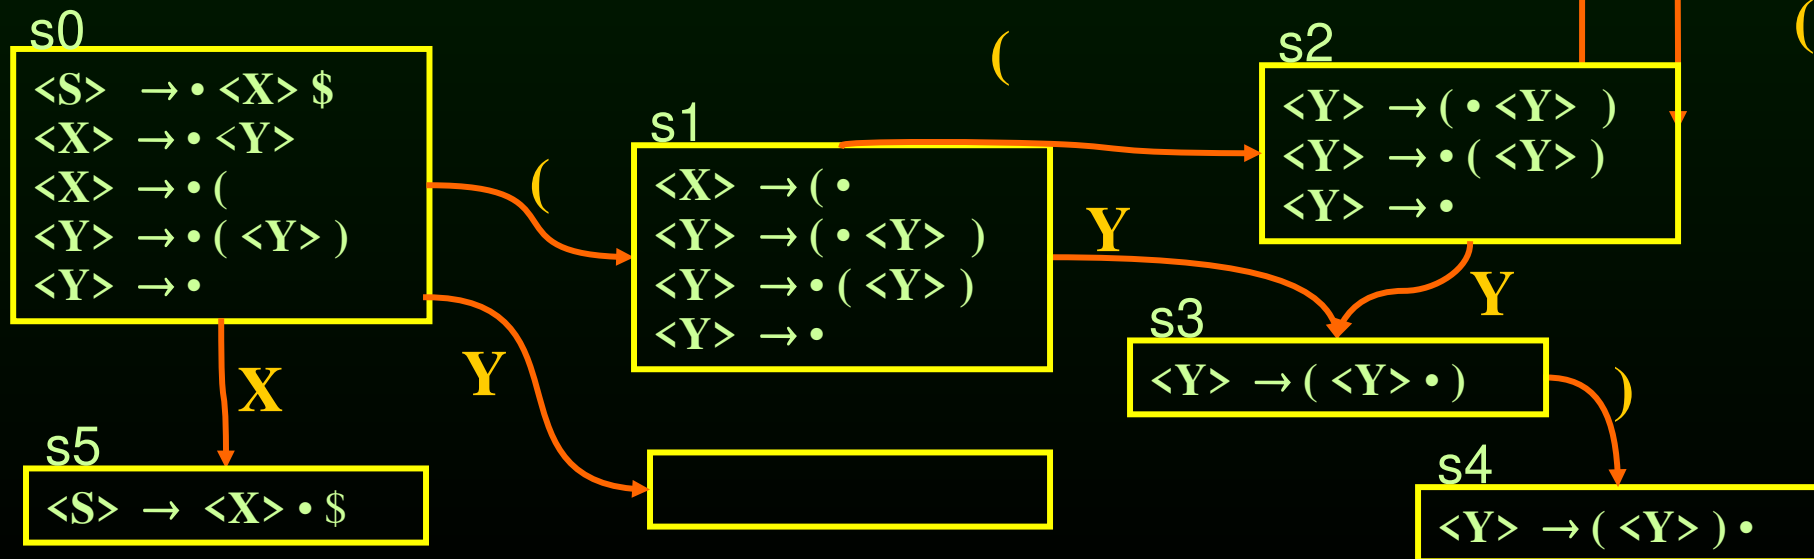 s0
<S> → • <X> $
<X> → • <Y>
<X> → • (
<Y> → • ( <Y> )
<Y> → •
(
s1
<X> → ( •
<Y> → ( • <Y> )
<Y> → • ( <Y> )
<Y> → •
(
(
s2
<Y> → ( • <Y> )
<Y> → • ( <Y> )
<Y> → •
Y
Y
s3
<Y> → ( <Y> • )
)
s4
<Y> → ( <Y> ) •
X
Y
s5
<S> → <X> • $